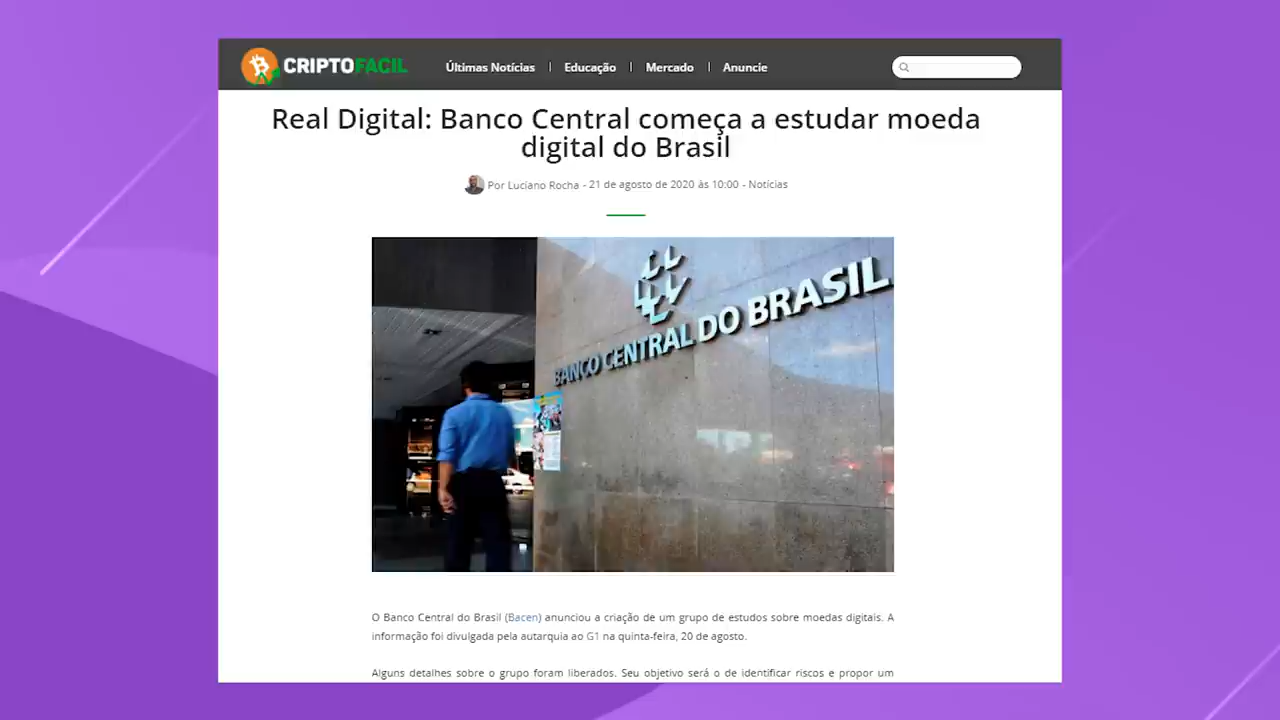 CRIPTOFACIL
Últimas Notícias | Educação | Mercado | Anuncie
Real Digital: Banco Central começa a estudar moeda
digital do Brasil
Por Luciano Rocha - 21 de agosto de 2020 às 10:00 - Notícias
BANCO CENTRAL DO BRASIL
O Banco Central do Brasil (Bacen) anunciou a criação de um grupo de estudos sobre moedas digitais. A
informação foi divulgada pela autarquia ao G1 na quinta-feira, 20 de agosto.
Alguns detalhes sobre o grupo foram liberados. Seu objetivo será o de identificar riscos e propor um